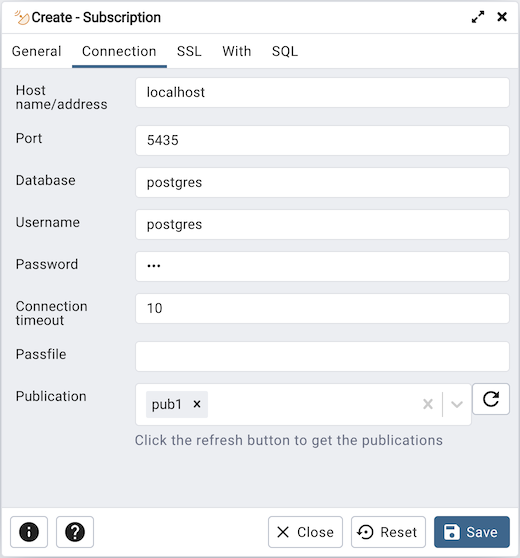 Create - Subscription
General Connection SSL With SQL
Host name/address localhost
Port 5435
Database postgres
Username postgres
Password •••
Connection timeout 10
Passfile
Publication pub1
Click the refresh button to get the publications
Close Reset Save